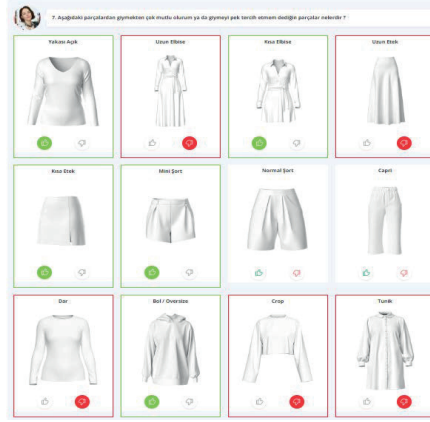 7. Aşağıdaki parçalardan giymekten çok mutlu olurum ya da giymeyi pek tercih etmem dediğin parçalar nelerdir ?
Yakası Açık
Uzun Elbise
Kısa Elbise
Uzun Etek
Kısa Etek
Mini Şort
Normal Şort
Capri
Dar
Bol / Oversize
Crop
Tunik